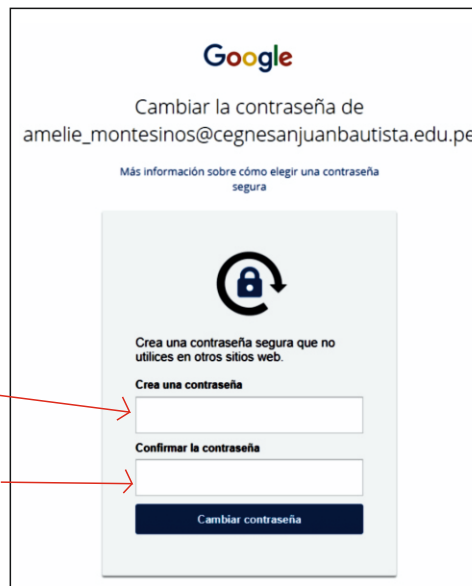 Google
Cambiar la contraseña de
amelie_montesinos@cegnesanjuanbautista.edu.pe
Más información sobre cómo elegir una contraseña
segura
Crea una contraseña segura que no
utilices en otros sitios web.
Crea una contraseña
Confirmar la contraseña
Cambiar contraseña